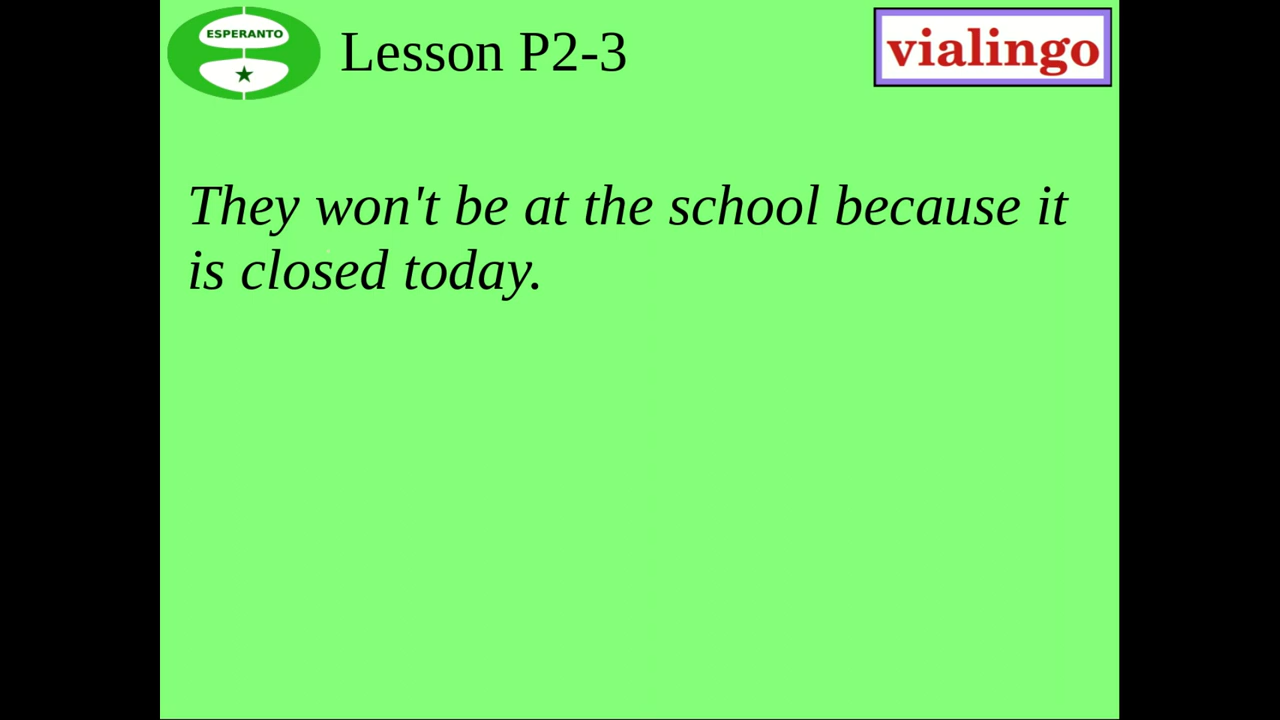 ESPERANTO
Lesson P2-3
vialingo
They won't be at the school because it
is closed today.